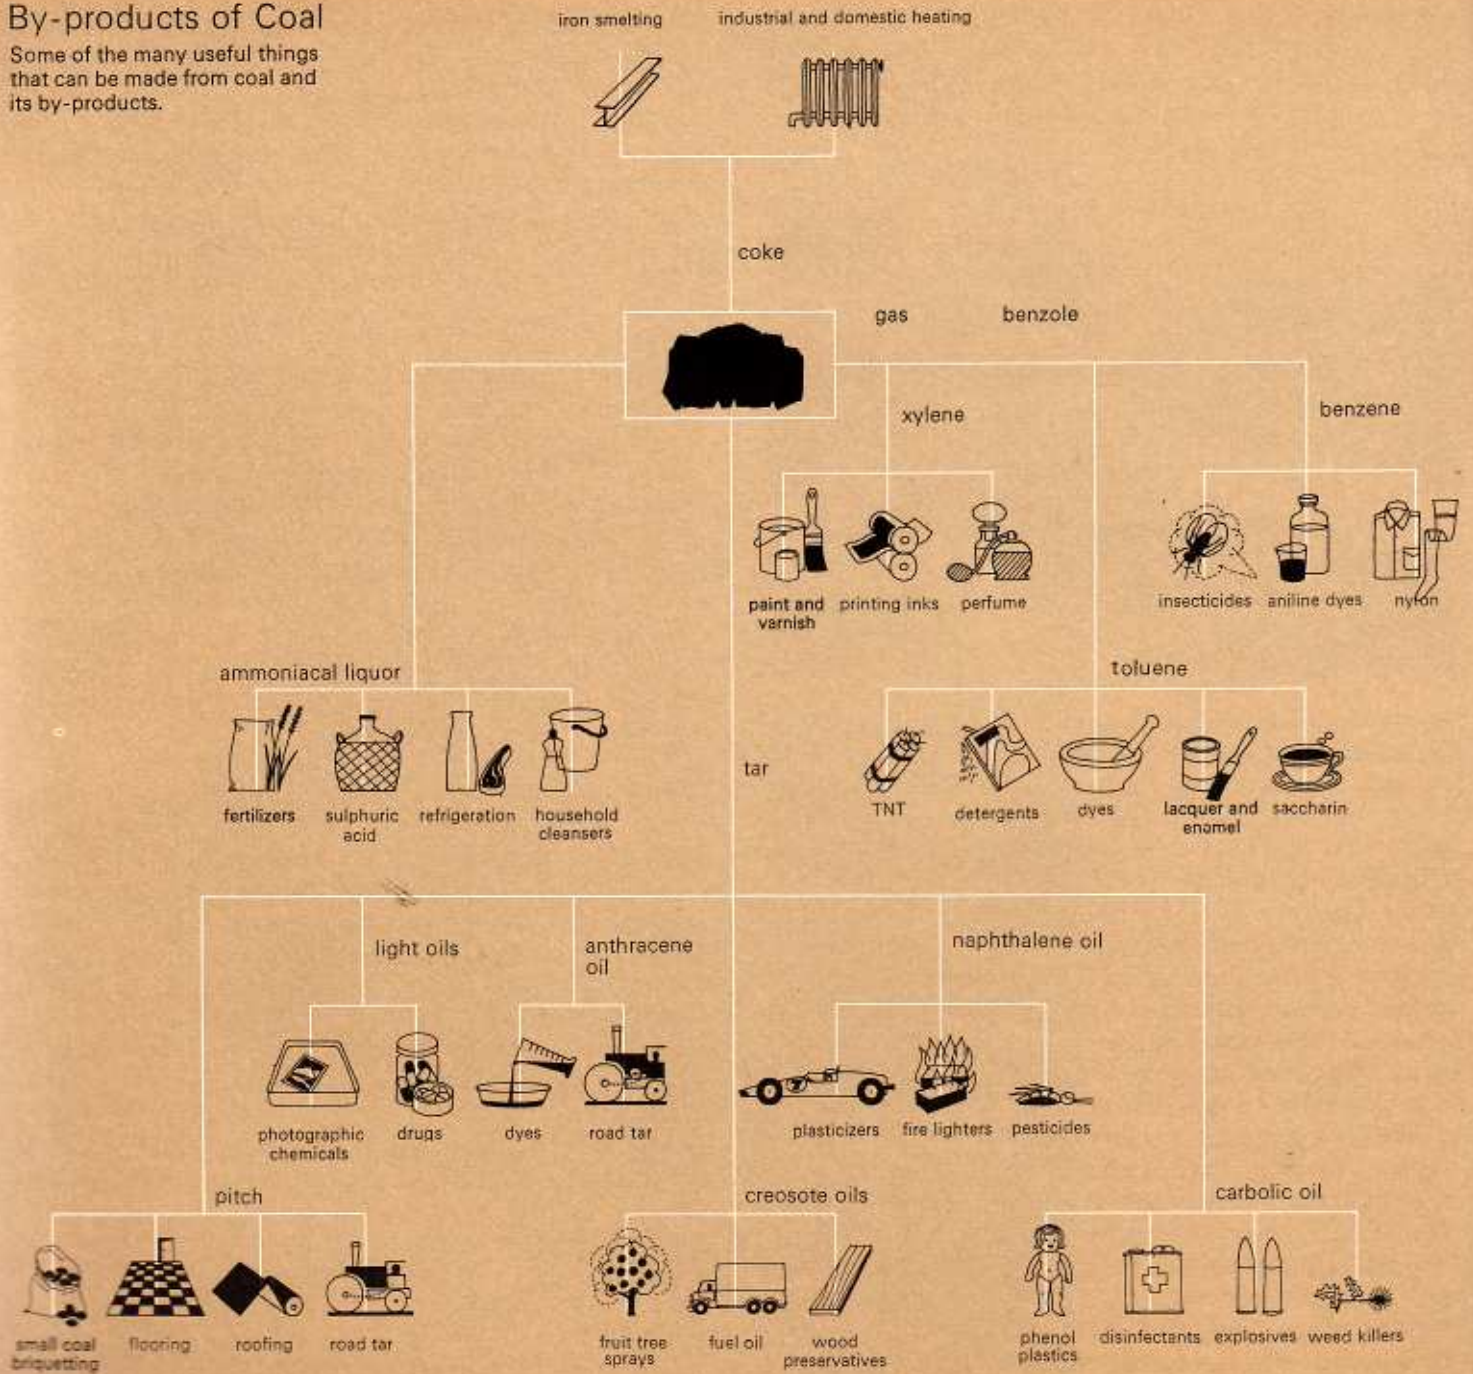 By-products of Coal
Some of the many useful things
that can be made from coal and
its by-products.
iron smelting
industrial and domestic heating
coke
gas
benzole
xylene
benzene
paint and
varnish
printing inks
perfume
insecticides
aniline dyes
nylon
ammoniacal liquor
toluene
fertilizers
sulphuric
acid
refrigeration
household
cleansers
tar
TNT
detergents
dyes
lacquer and
enamel
saccharin
light oils
anthracene
oil
naphthalene oil
photographic
chemicals
drugs
dyes
road tar
plasticizers
fire lighters
pesticides
pitch
creosote oils
carbolic oil
small coal
briquetting
flooring
roofing
road tar
fruit tree
sprays
fuel oil
wood
preservatives
phenol
plastics
disinfectants
explosives
weed killers